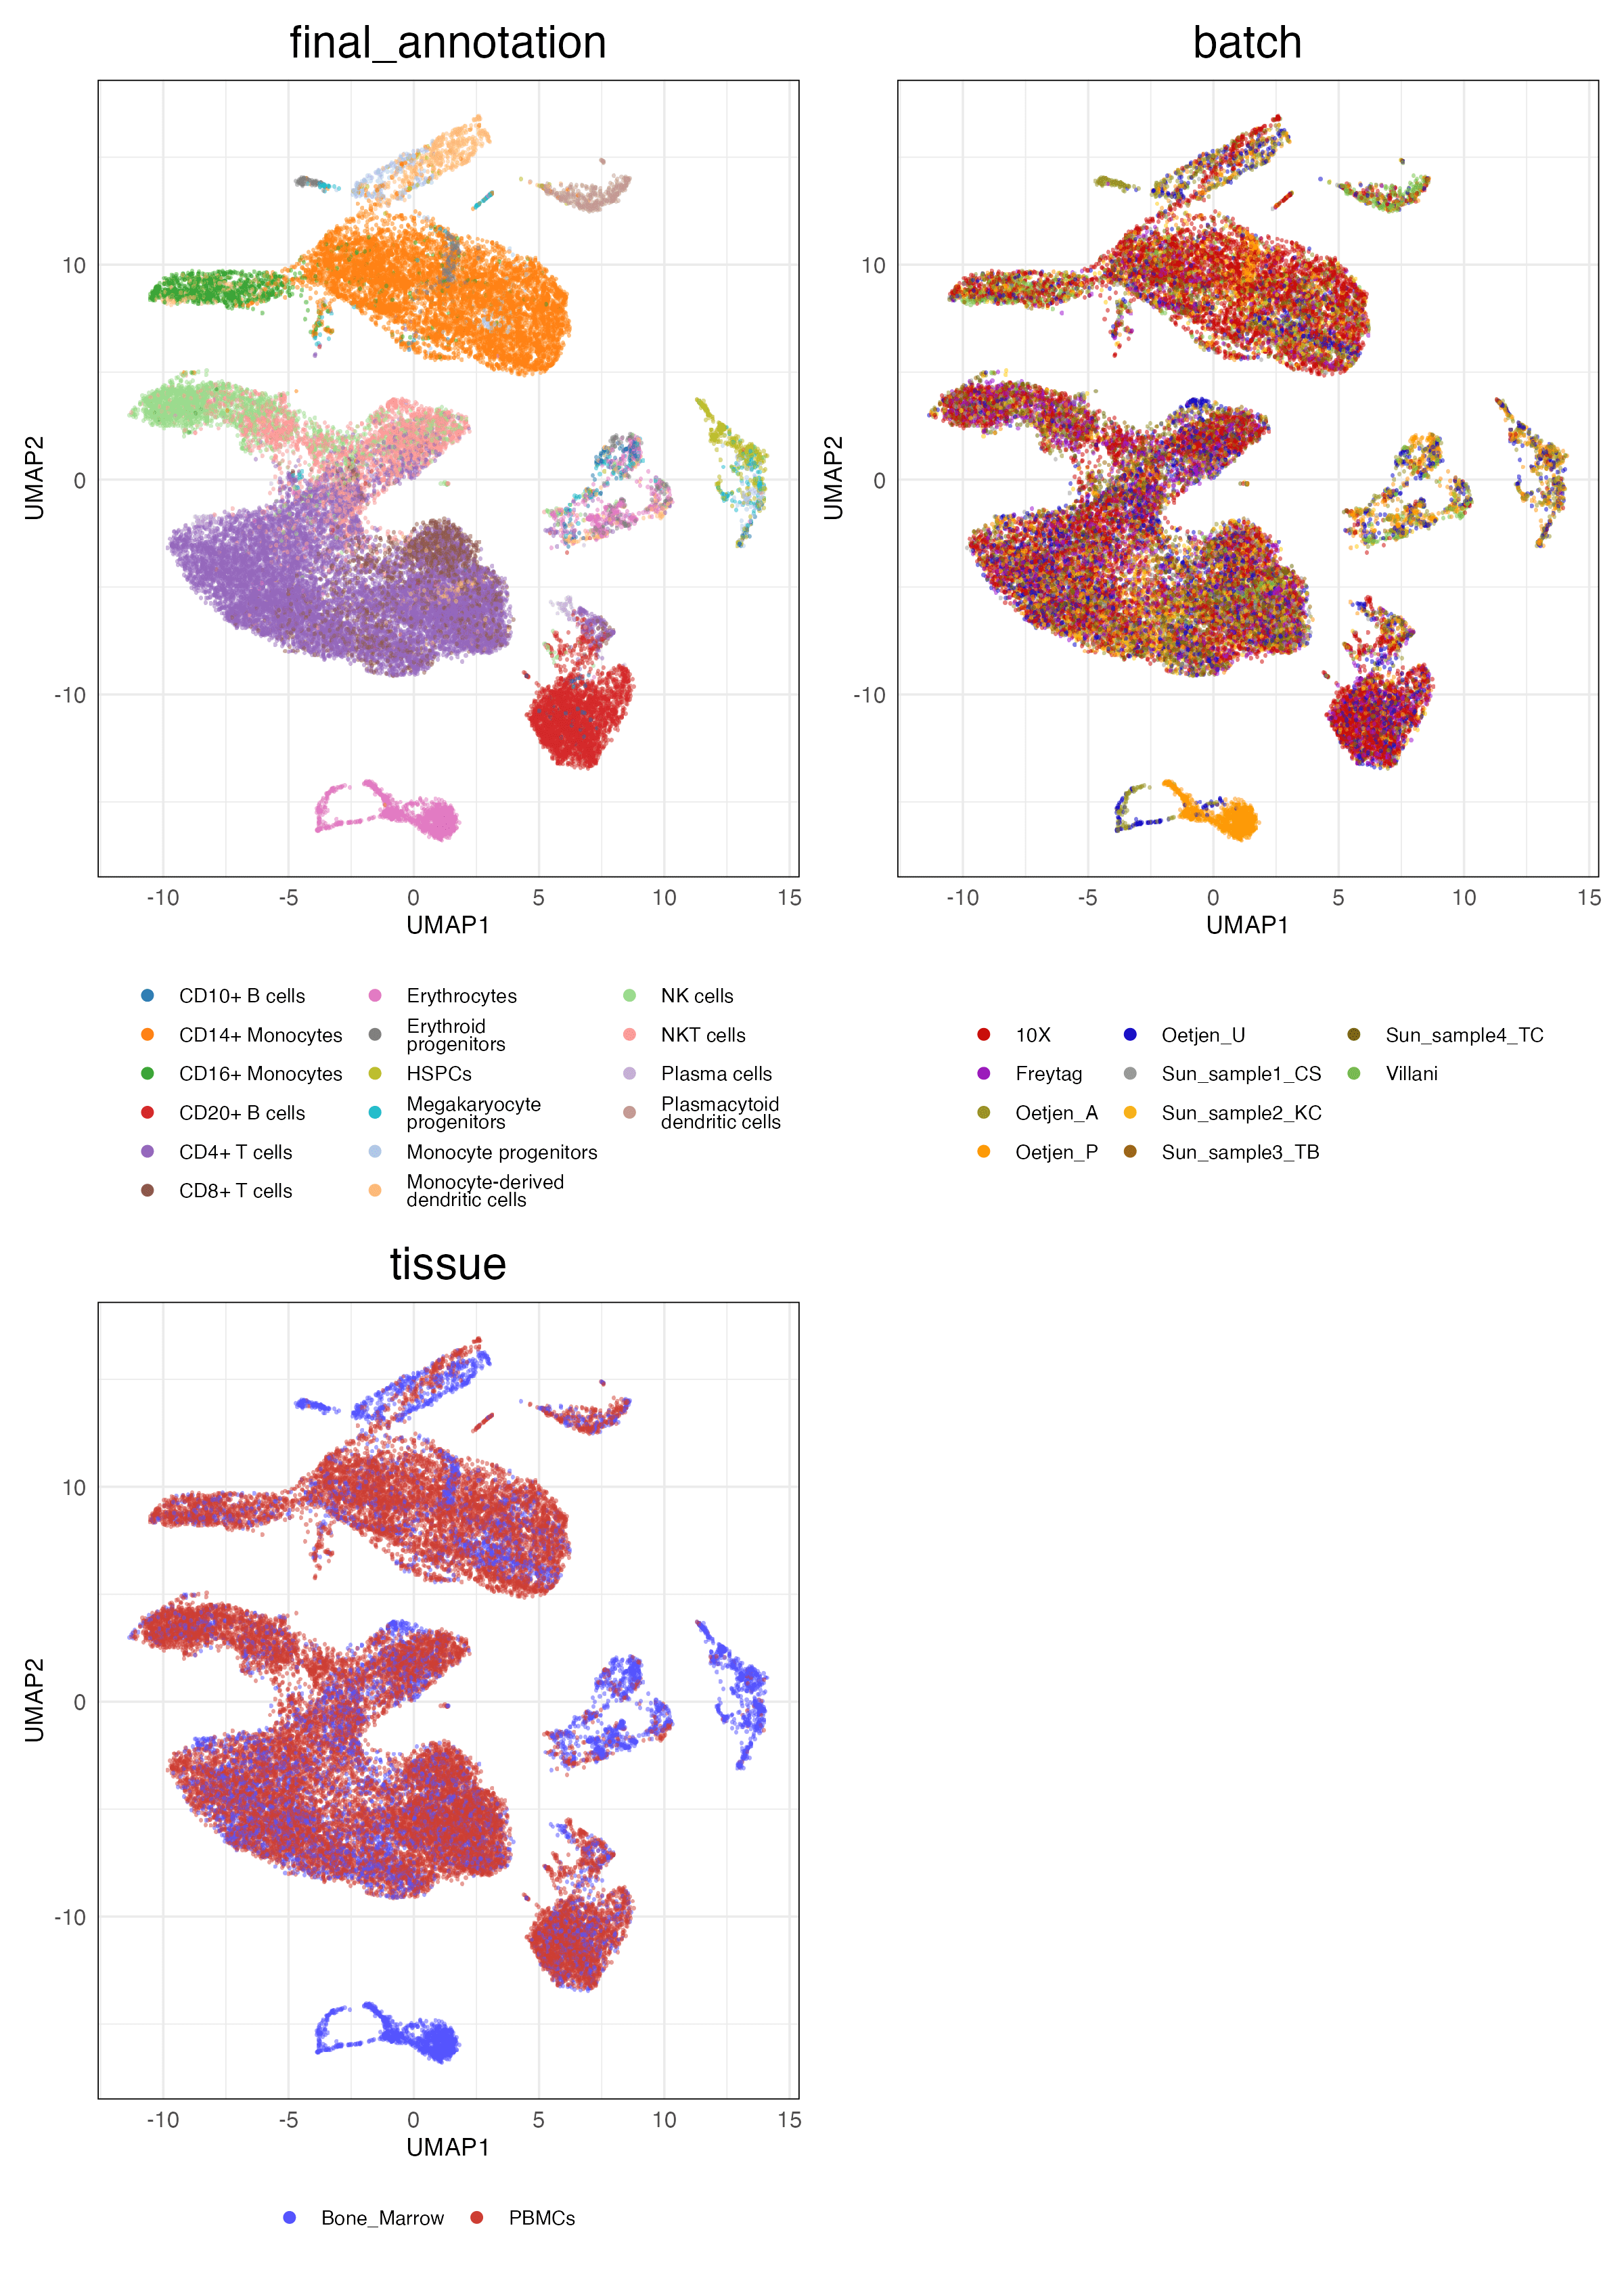 final_annotation
batch
UMAP2
10
0
-10
-10
-5
0
5
10
15
UMAP1
UMAP2
10
0
-10
-10
-5
0
5
10
15
UMAP1
CD10+ B cells
CD14+ Monocytes
CD16+ Monocytes
CD20+ B cells
CD4+ T cells
CD8+ T cells
Erythrocytes
Erythroid
progenitors
HSPCs
Megakaryocyte
progenitors
Monocyte progenitors
Monocyte-derived
dendritic cells
NK cells
NKT cells
Plasma cells
Plasmacytoid
dendritic cells
10X
Freytag
Oetjen_A
Oetjen_P
Oetjen_U
Sun_sample1_CS
Sun_sample2_KC
Sun_sample3_TB
Sun_sample4_TC
Villani
tissue
UMAP2
10
0
-10
-10
-5
0
5
10
15
UMAP1
Bone_Marrow
PBMCs